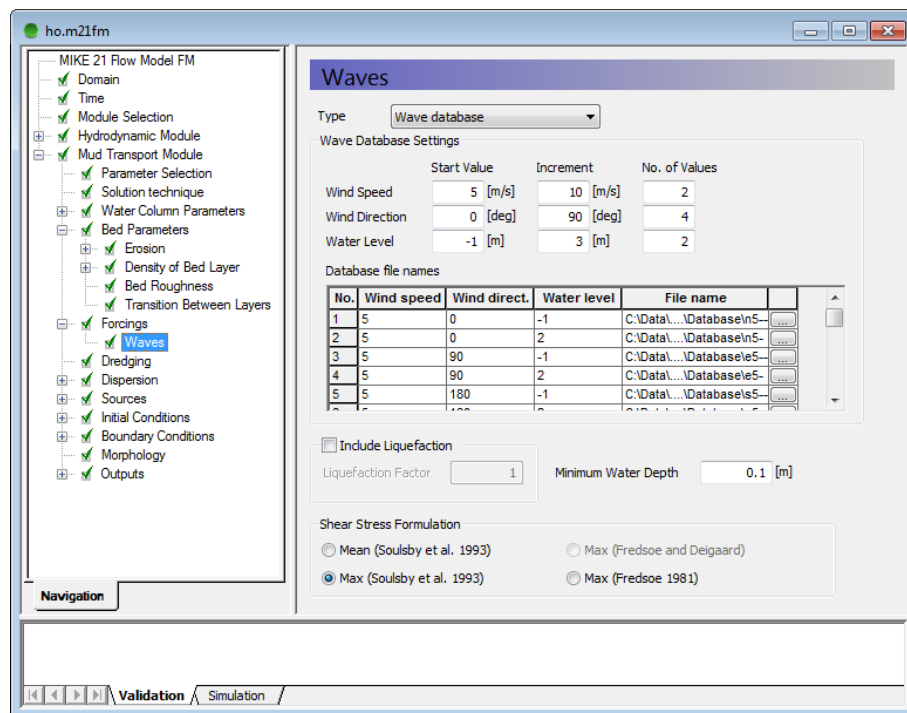 ho.m21fm
MIKE 21 Flow Model FM
Domain
Time
Module Selection
Hydrodynamic Module
Mud Transport Module
Parameter Selection
Solution technique
Water Column Parameters
Bed Parameters
Erosion
Density of Bed Layer
Bed Roughness
Transition Between Layers
Forcings
Waves
Dredging
Dispersion
Sources
Initial Conditions
Boundary Conditions
Morphology
Outputs
Navigation
Waves
Type Wave database
Wave Database Settings
Start Value Increment No. of Values
Wind Speed 5 [m/s] 10 [m/s] 2
Wind Direction 0 [deg] 90 [deg] 4
Water Level -1 [m] 3 [m] 2
Database file names
No. Wind speed Wind direct. Water level File name
1 5 0 -1 C:\Data\....\Database\n5-- ...
2 5 0 2 C:\Data\....\Database\n5- ...
3 5 90 -1 C:\Data\....\Database\e5-- ...
4 5 90 2 C:\Data\....\Database\e5- ...
5 5 180 -1 C:\Data\....\Database\s5-- ...
Include Liquefaction
Liquefaction Factor 1 Minimum Water Depth 0.1 [m]
Shear Stress Formulation
Mean (Soulsby et al. 1993) Max (Fredsoe and Deigaard)
Max (Soulsby et al. 1993) Max (Fredsoe 1981)
Validation Simulation